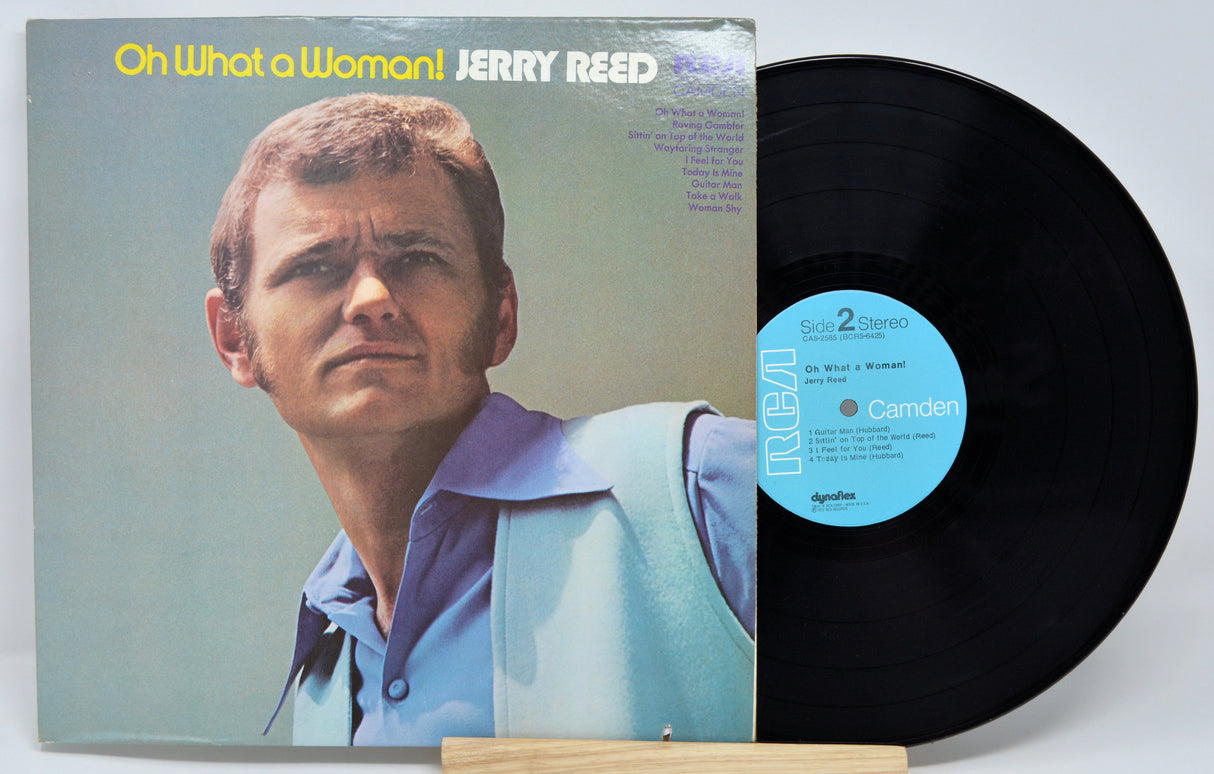 Oh What a Woman! JERRY REED
RCA
CAMDEN
Oh What a Woman!
Roving Gambler
Sittin' on Top of the World
Wayfaring Stranger
I Feel for You
Today Is Mine
Guitar Man
Take a Walk
Woman Shy
Side 2 Stereo
CAS-2585 (BCRS-6425)
Oh What a Woman!
Jerry Reed
RCA
Camden
1 Guitar Man (Hubbard)
2 Sittin' on Top of the World (Reed)
3 I Feel for You (Reed)
4 Today Is Mine (Hubbard)
dynaflex